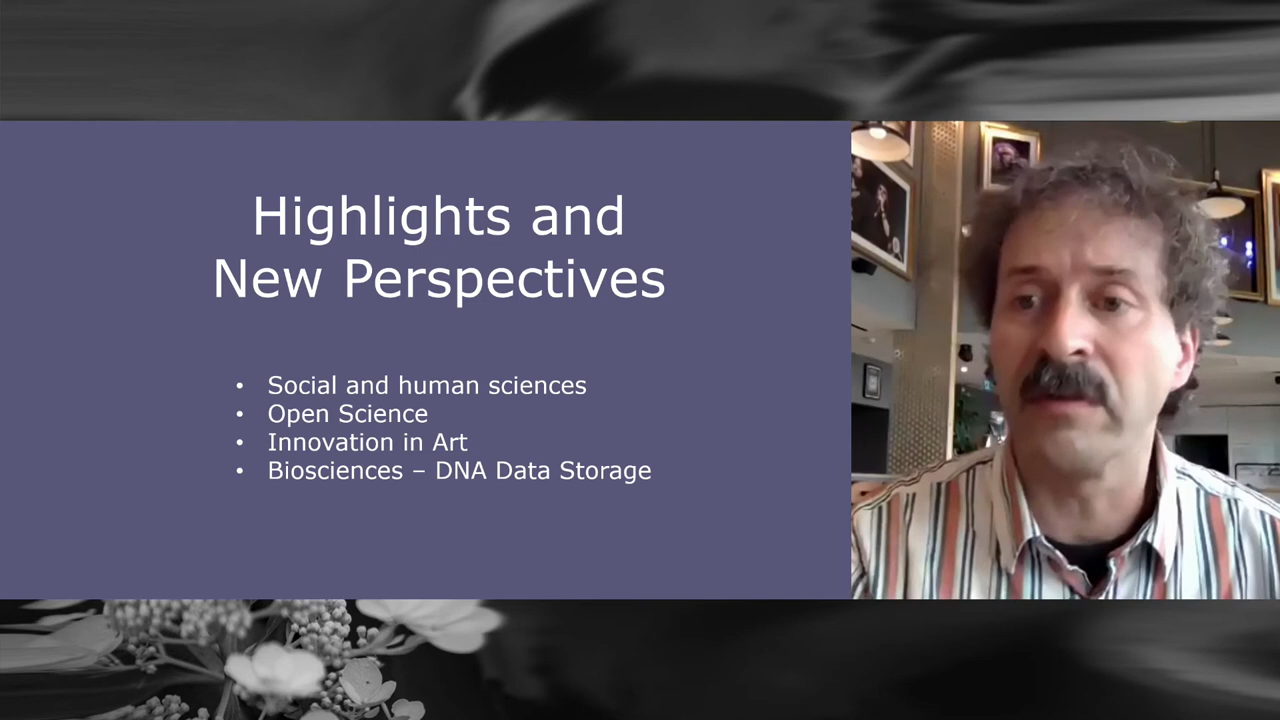 Highlights and
New Perspectives
• Social and human sciences
• Open Science
• Innovation in Art
• Biosciences – DNA Data Storage